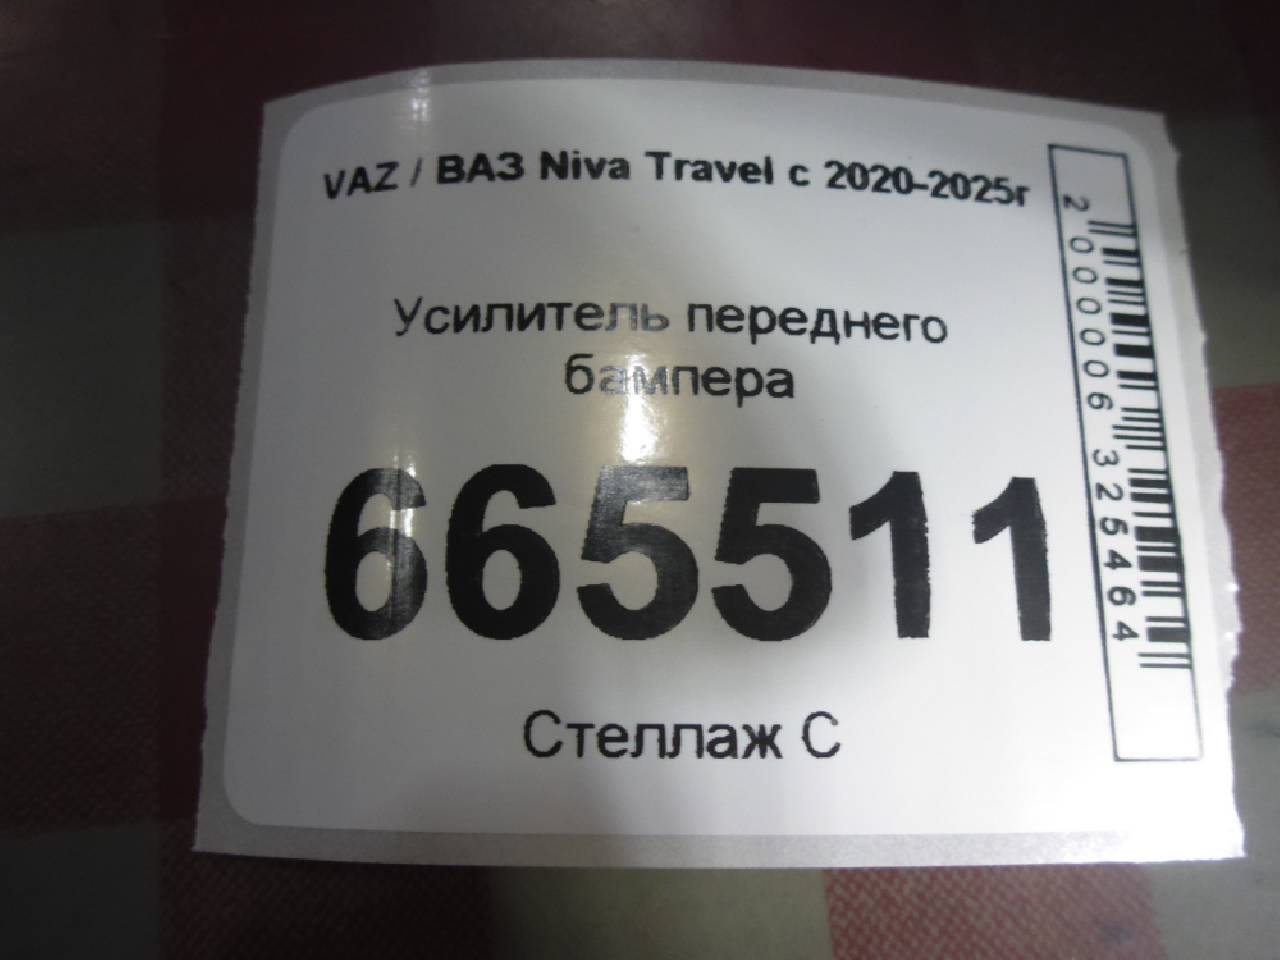 VAZ / ВАЗ Niva Travel с 2020-2025г
Усилитель переднего
бампера
665511
Стеллаж С
2000006325464